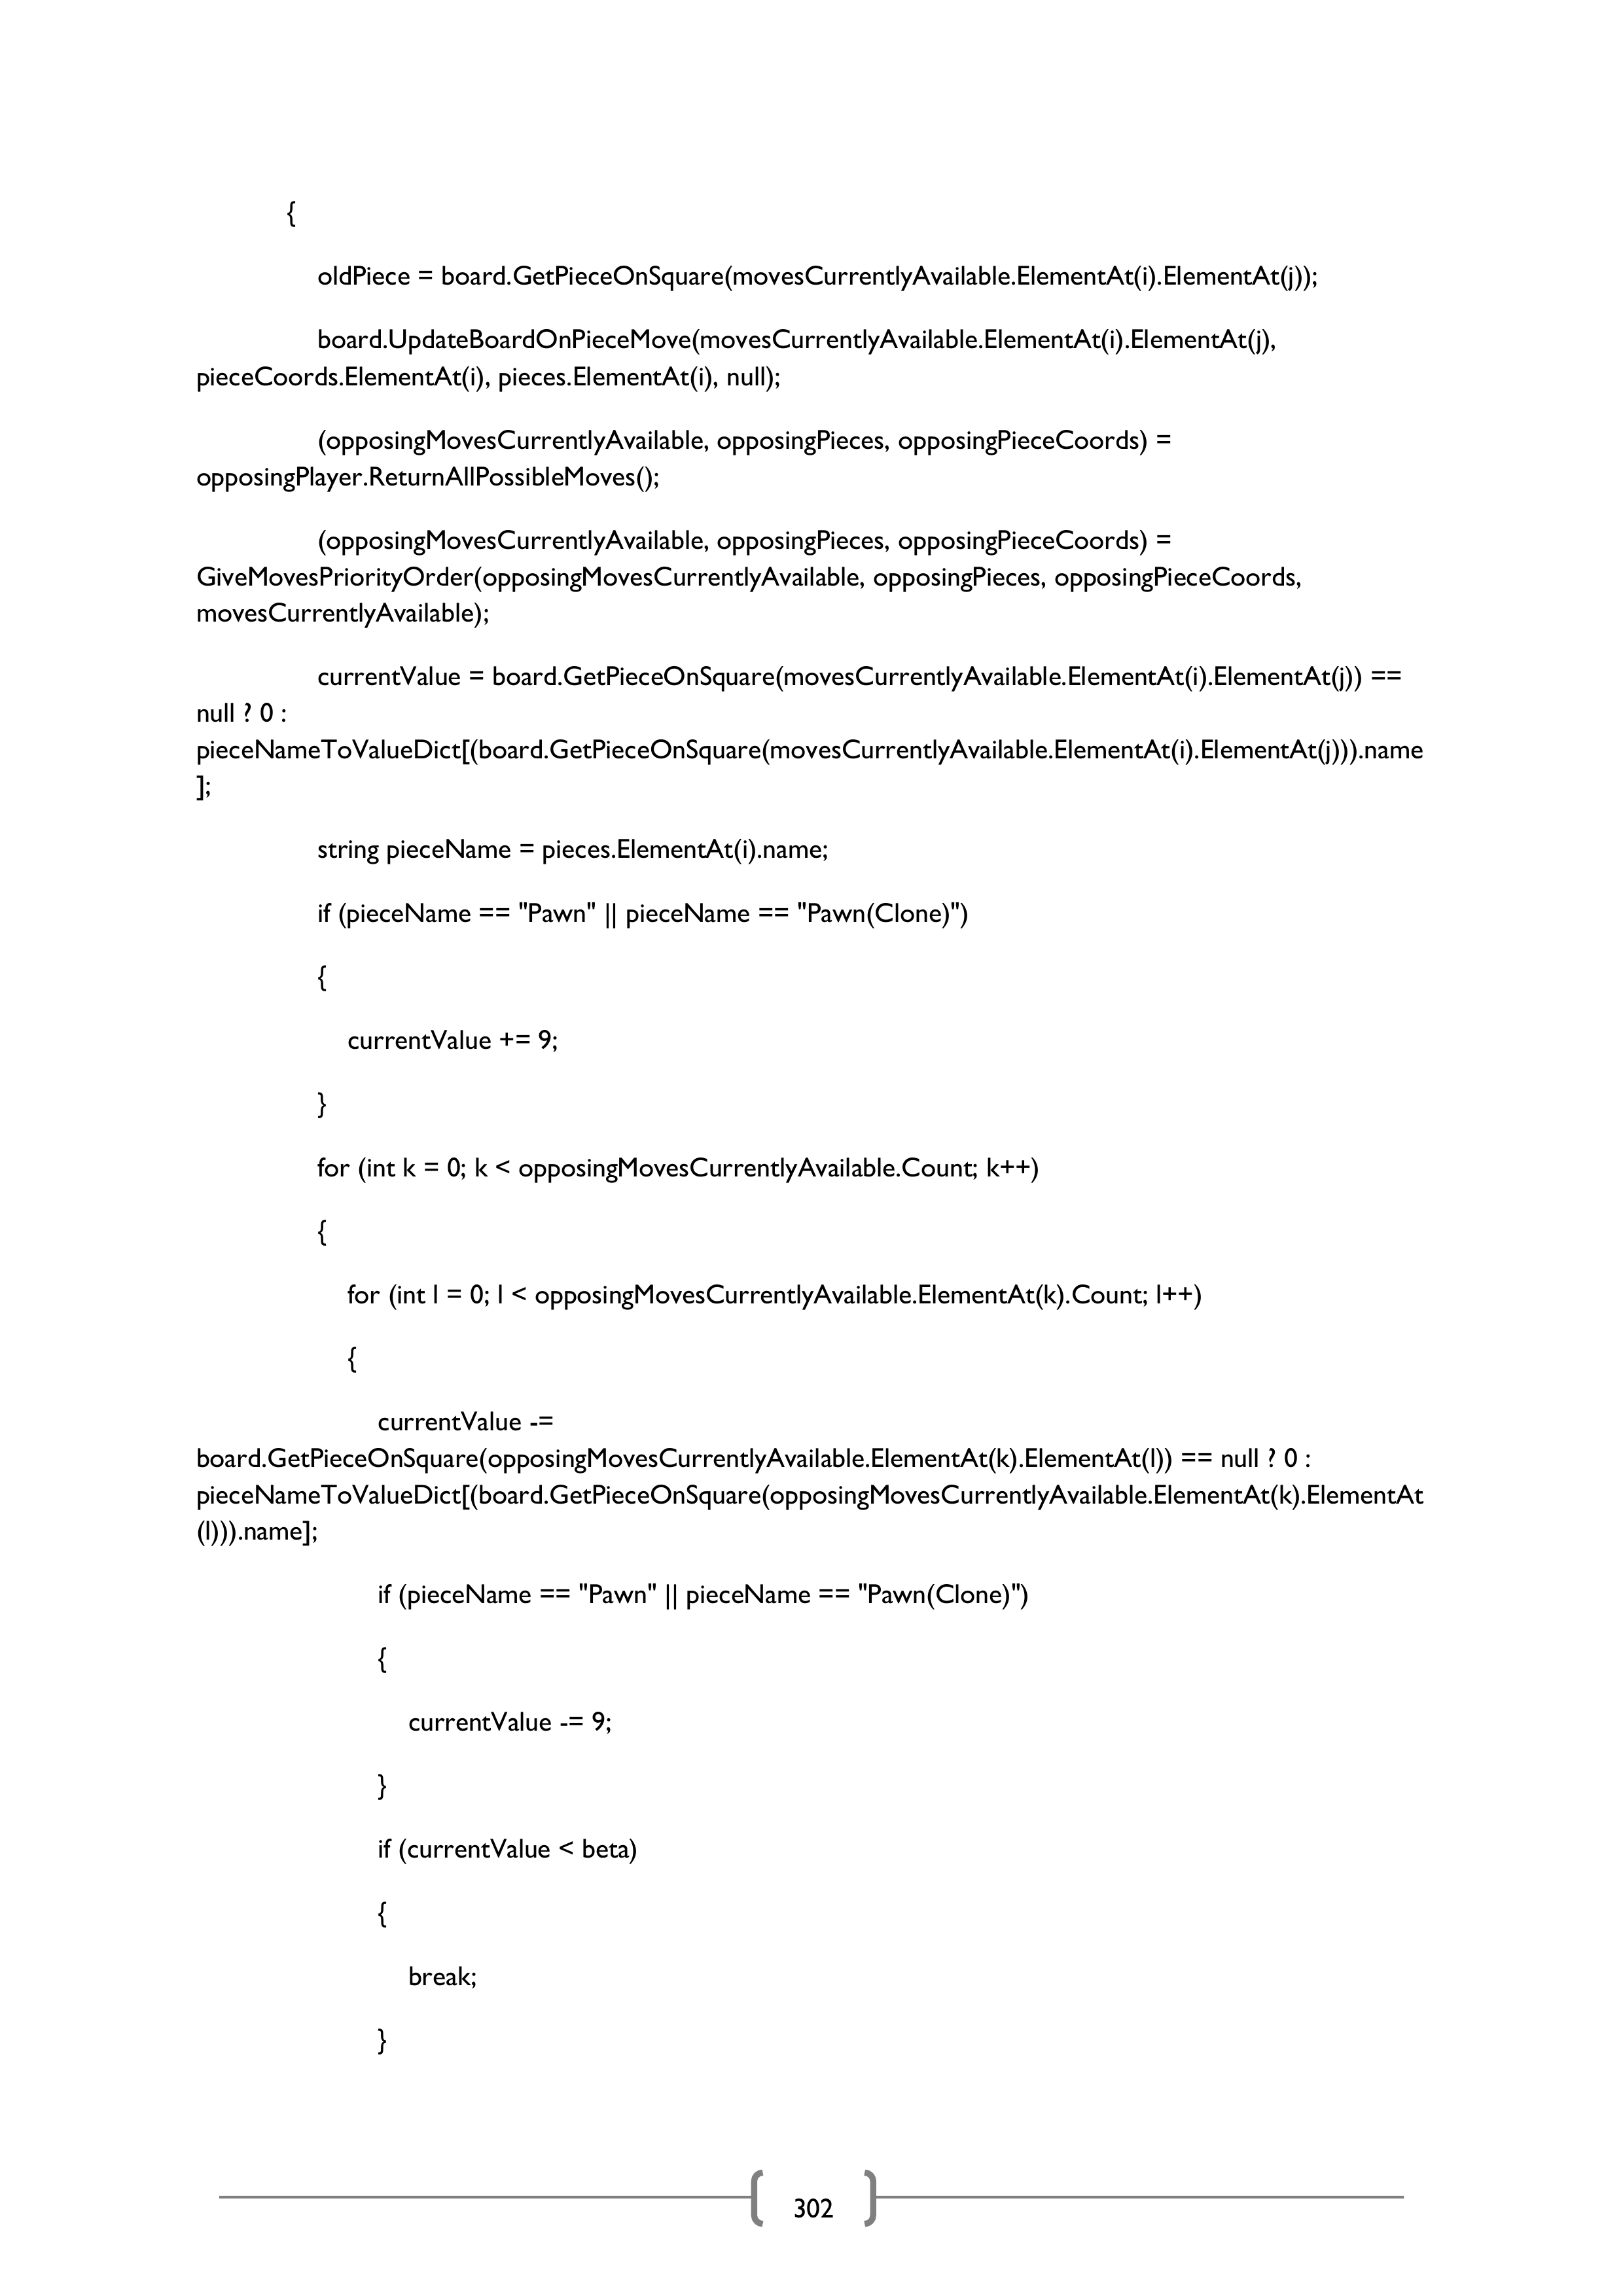 {
oldPiece = board.GetPieceOnSquare(movesCurrentlyAvailable.ElementAt(i).ElementAt(j));
board.UpdateBoardOnPieceMove(movesCurrentlyAvailable.ElementAt(i).ElementAt(j),
pieceCoords.ElementAt(i), pieces.ElementAt(i), null);
(opposingMovesCurrentlyAvailable, opposingPieces, opposingPieceCoords) =
opposingPlayer.ReturnAllPossibleMoves();
(opposingMovesCurrentlyAvailable, opposingPieces, opposingPieceCoords) =
GiveMovesPriorityOrder(opposingMovesCurrentlyAvailable, opposingPieces, opposingPieceCoords,
movesCurrentlyAvailable);
currentValue = board.GetPieceOnSquare(movesCurrentlyAvailable.ElementAt(i).ElementAt(j)) ==
null ? 0 :
pieceNameToValueDict[(board.GetPieceOnSquare(movesCurrentlyAvailable.ElementAt(i).ElementAt(j))).name
];
string pieceName = pieces.ElementAt(i).name;
if (pieceName == "Pawn" || pieceName == "Pawn(Clone)")
{
currentValue += 9;
}
for (int k = 0; k < opposingMovesCurrentlyAvailable.Count; k++)
{
for (int l = 0; l < opposingMovesCurrentlyAvailable.ElementAt(k).Count; l++)
{
currentValue -=
board.GetPieceOnSquare(opposingMovesCurrentlyAvailable.ElementAt(k).ElementAt(l)) == null ? 0 :
pieceNameToValueDict[(board.GetPieceOnSquare(opposingMovesCurrentlyAvailable.ElementAt(k).ElementAt
(l))).name];
if (pieceName == "Pawn" || pieceName == "Pawn(Clone)")
{
currentValue -= 9;
}
if (currentValue < beta)
{
break;
}
302